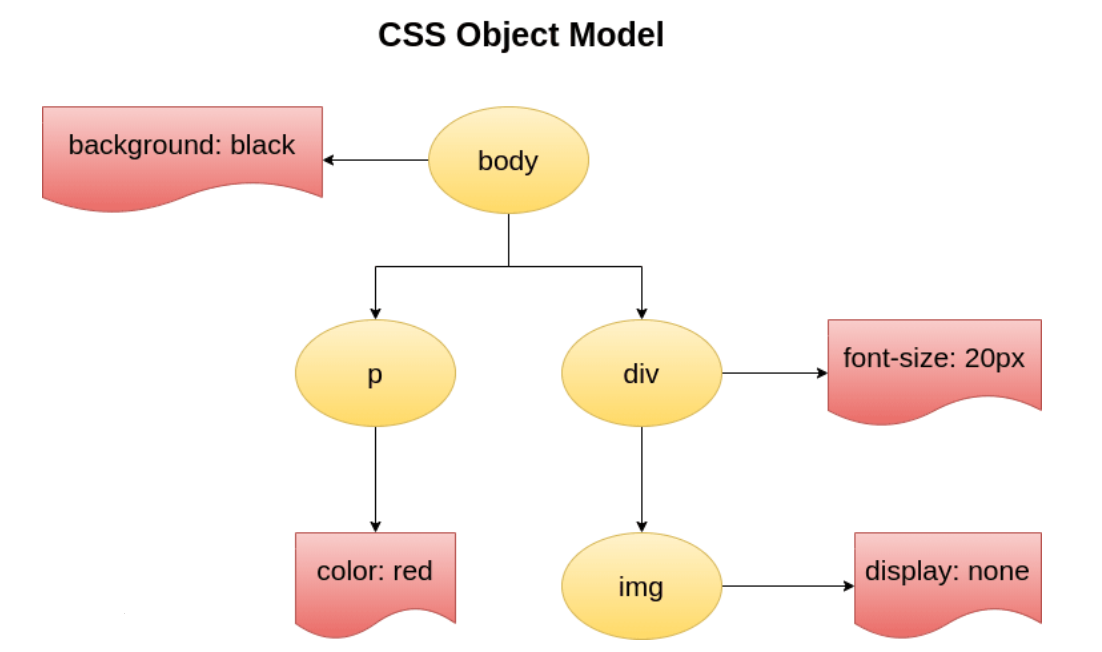 CSS Object Model
background: black
body
p
div
font-size: 20px
color: red
img
display: none